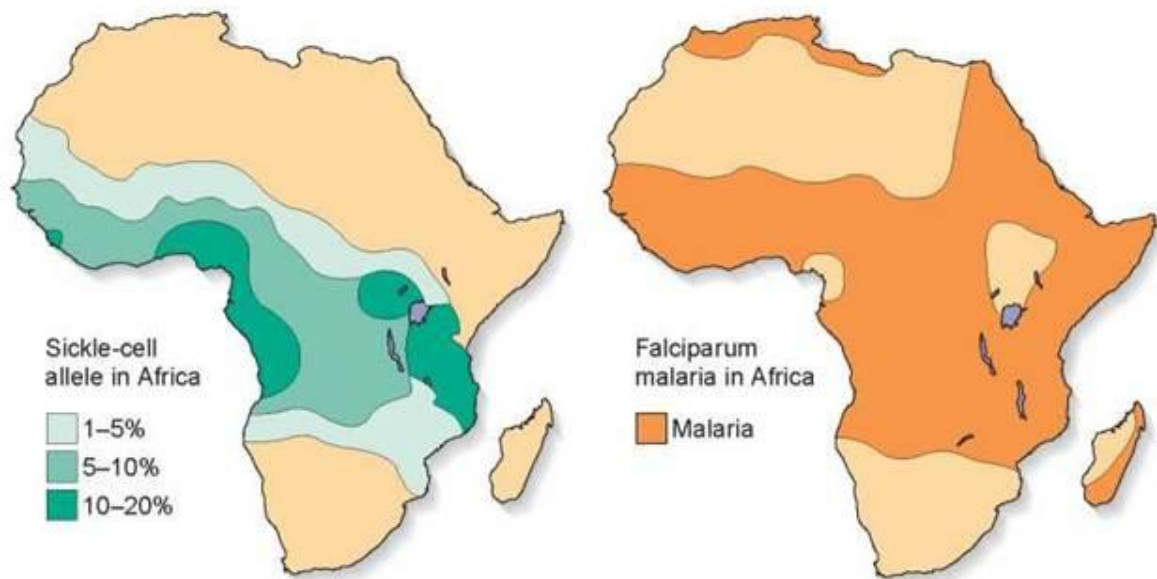 Sickle-cell
allele in Africa
1–5%
5–10%
10–20%
Falciparum
malaria in Africa
Malaria